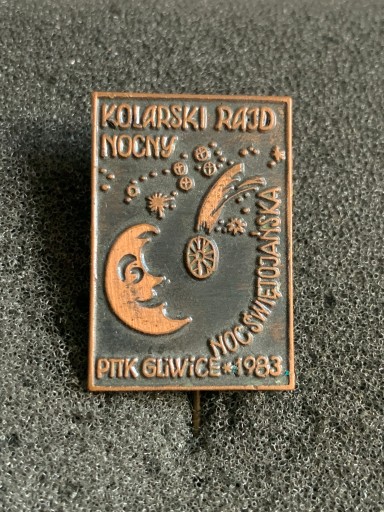 KOLARSKI RAJD
NOCNY
NOC ŚWIĘTOJAŃSKA
PTTK GLIWICE * 1983